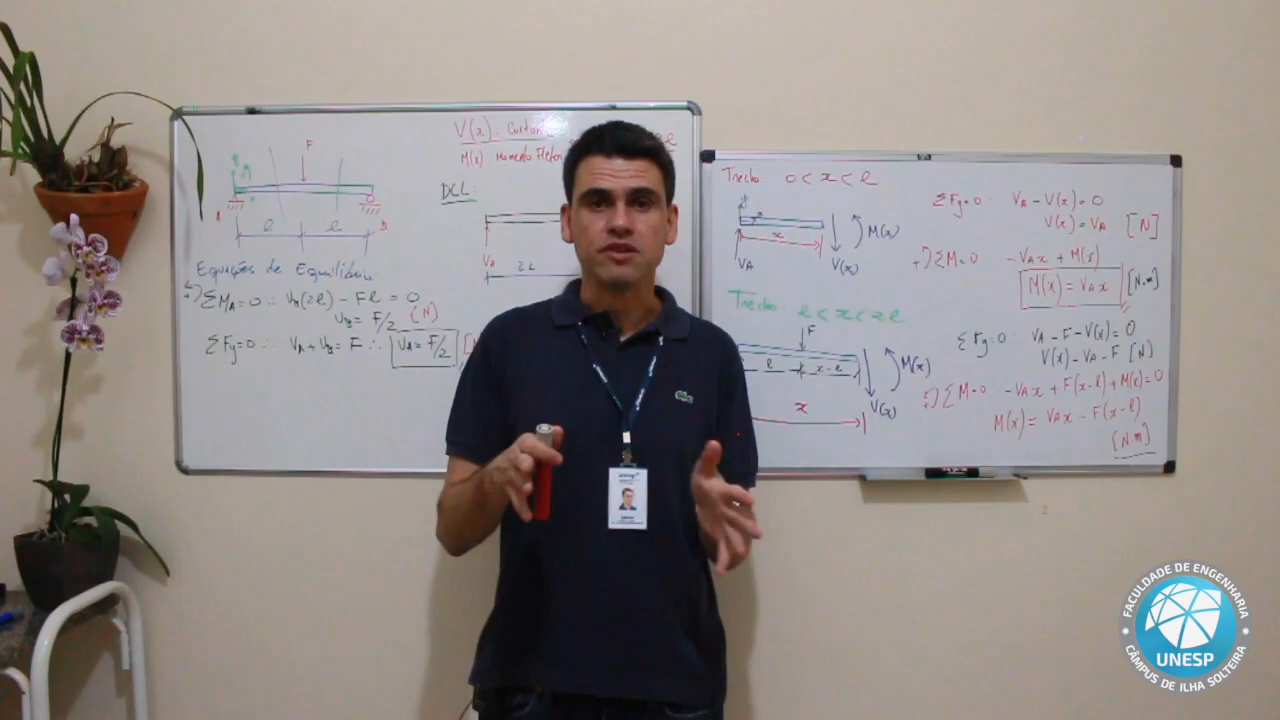 V(x): Cortante
M(x) Momento Fletor
DCL:
F
A
B
l l
VA
2L
Equações de Equilíbrio:
+) ΣMA=0 ∴ VB(2l) - Fl = 0
VB = F/2 [N]
ΣFy=0 ∴ VA + VB = F ∴ VA = F/2
Trecho 0 < x < l
x
VA
V(x)
M(x)
ΣFy=0 ∴ VA - V(x) = 0
V(x) = VA [N]
+) ΣM=0 ∴ -VA x + M(x)
M(x) = VA x [N.m]
Trecho l < x < 2l
F
l x-l
x
M(x)
V(x)
ΣFy=0 ∴ VA - F - V(x) = 0
V(x) = VA - F [N]
+) ΣM=0 -VA x + F(x-l) + M(x) = 0
M(x) = VA x - F(x-l)
[N.m]
FACULDADE DE ENGENHARIA
UNESP
CÂMPUS DE ILHA SOLTEIRA